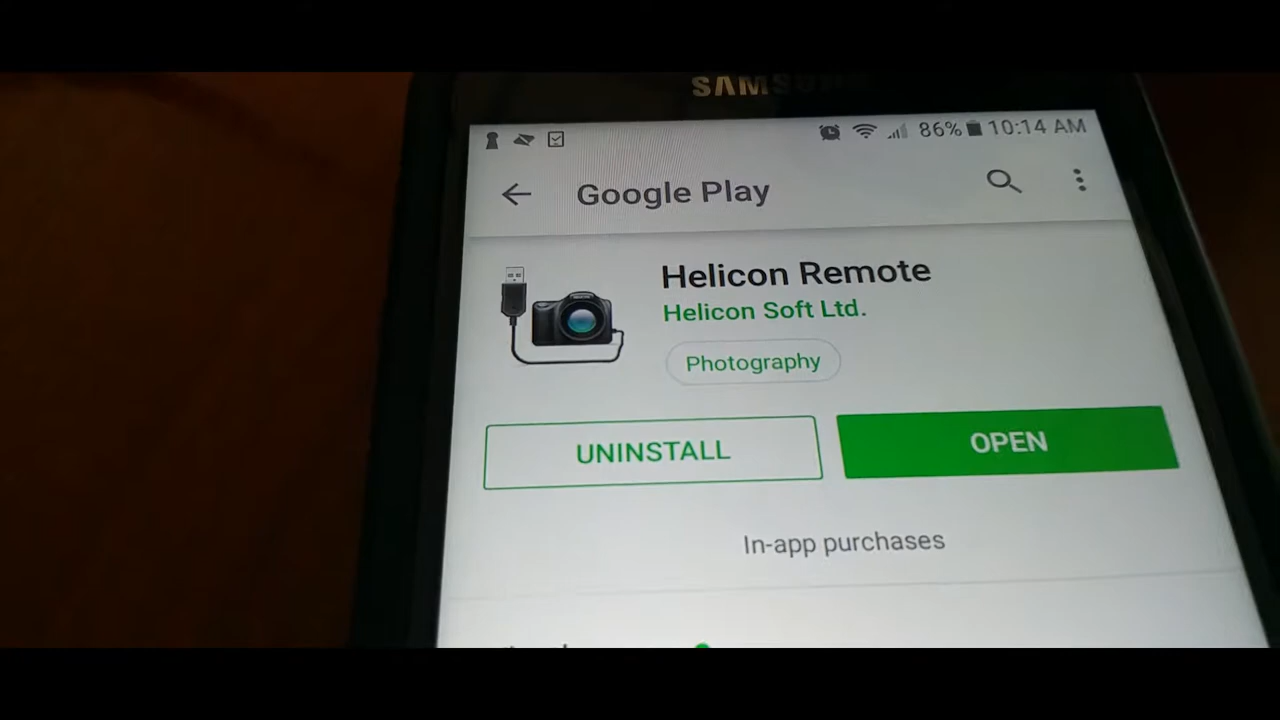 SAMSUNG
86% 10:14 AM
Google Play
Helicon Remote
Helicon Soft Ltd.
Photography
UNINSTALL
OPEN
In-app purchases